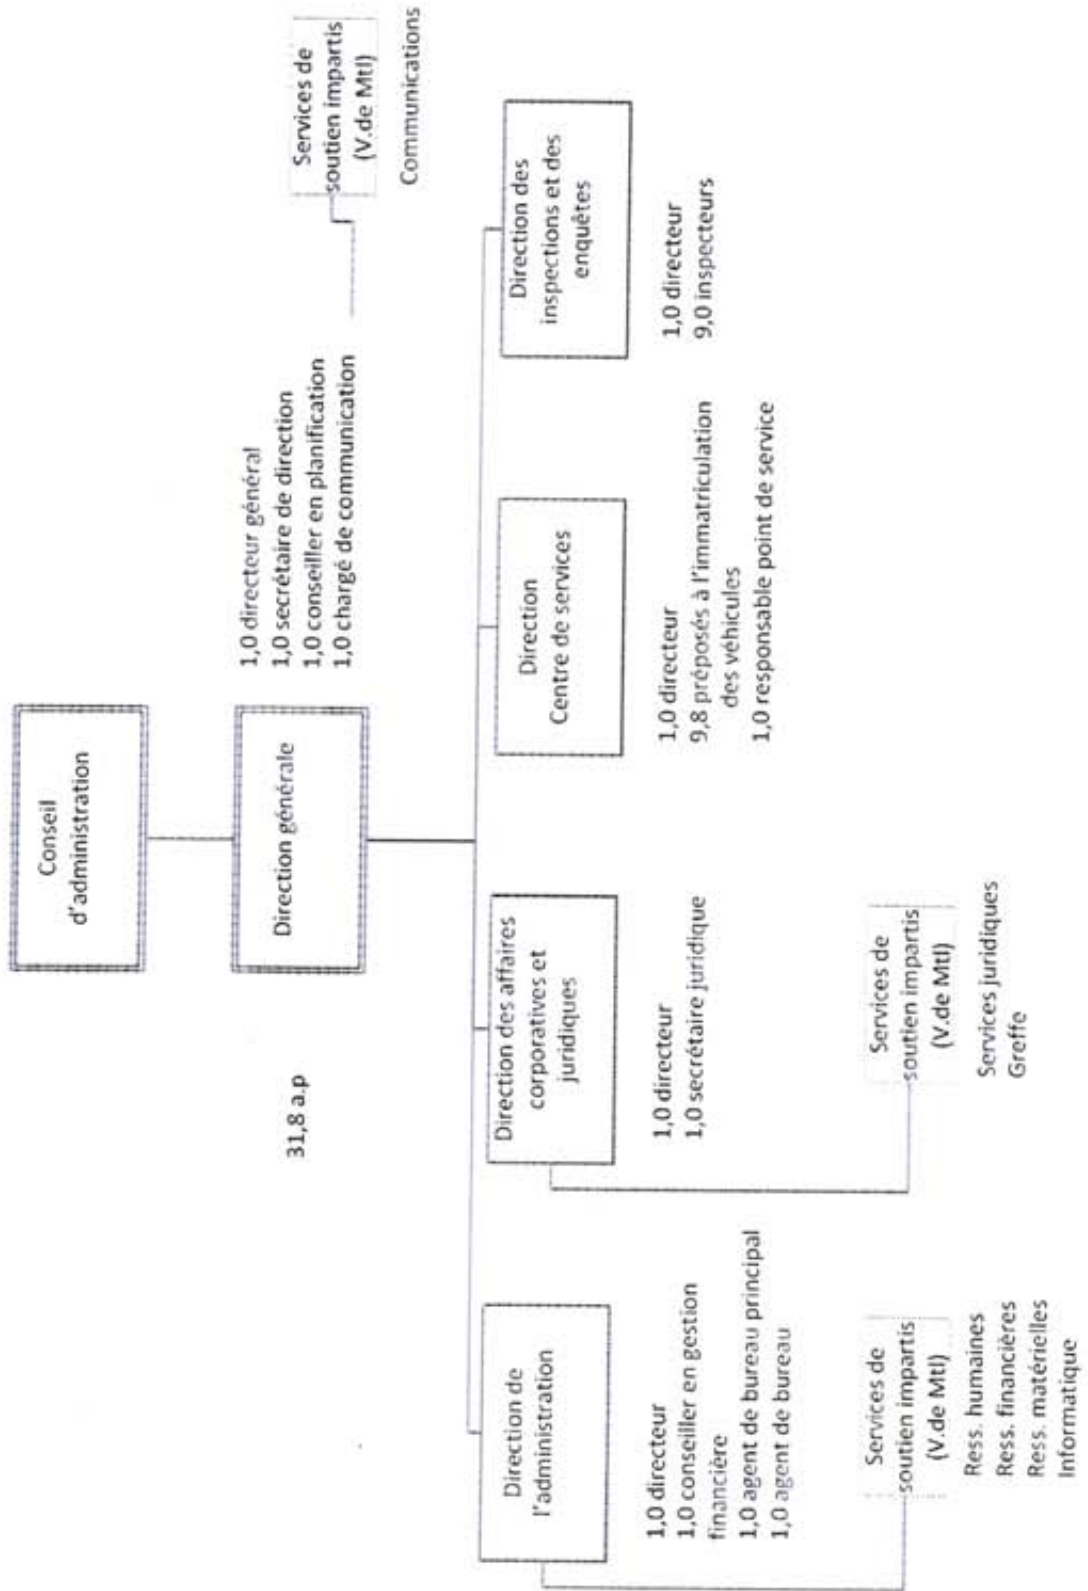 Conseil
d'administration
Direction générale
1,0 directeur général
1,0 secrétaire de direction
1,0 conseiller en planification
1,0 chargé de communication
Services de
soutien impartis
(V.de Mtl)
Communications
31,8 a.p
Direction de
l'administration
1,0 directeur
1,0 conseiller en gestion
financière
1,0 agent de bureau principal
1,0 agent de bureau
Services de
soutien impartis
(V.de Mtl)
Ress. humaines
Ress. financières
Ress. matérielles
Informatique
Direction des affaires
corporatives et
juridiques
1,0 directeur
1,0 secrétaire juridique
Services de
soutien impartis
(V.de Mtl)
Services juridiques
Greffe
Direction
Centre de services
1,0 directeur
9,8 préposés à l'immatriculation
des véhicules
1,0 responsable point de service
Direction des
inspections et des
enquêtes
1,0 directeur
9,0 inspecteurs